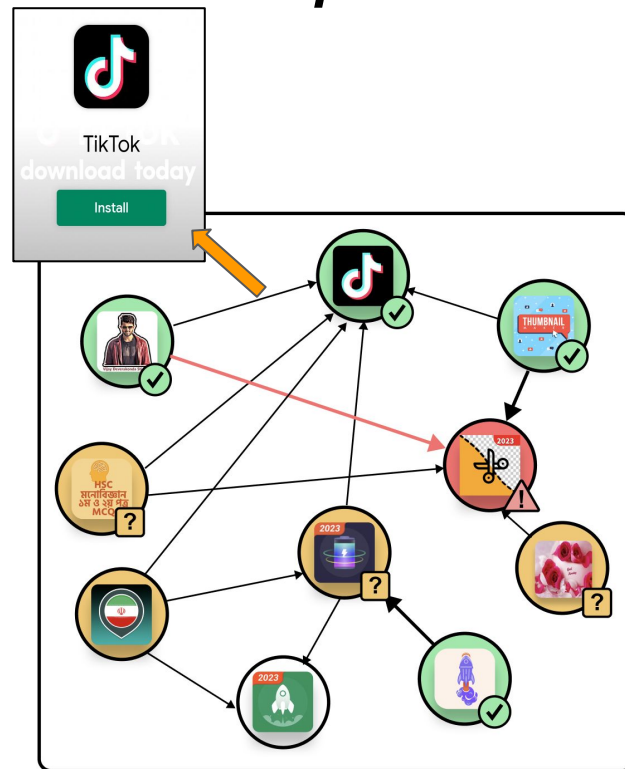 TikTok
download today
Install
THUMBNAIL
2023
HSC
মনোবিজ্ঞান
১ম ও ২য় পত্র
MCQ
?
2023
?
?
2023